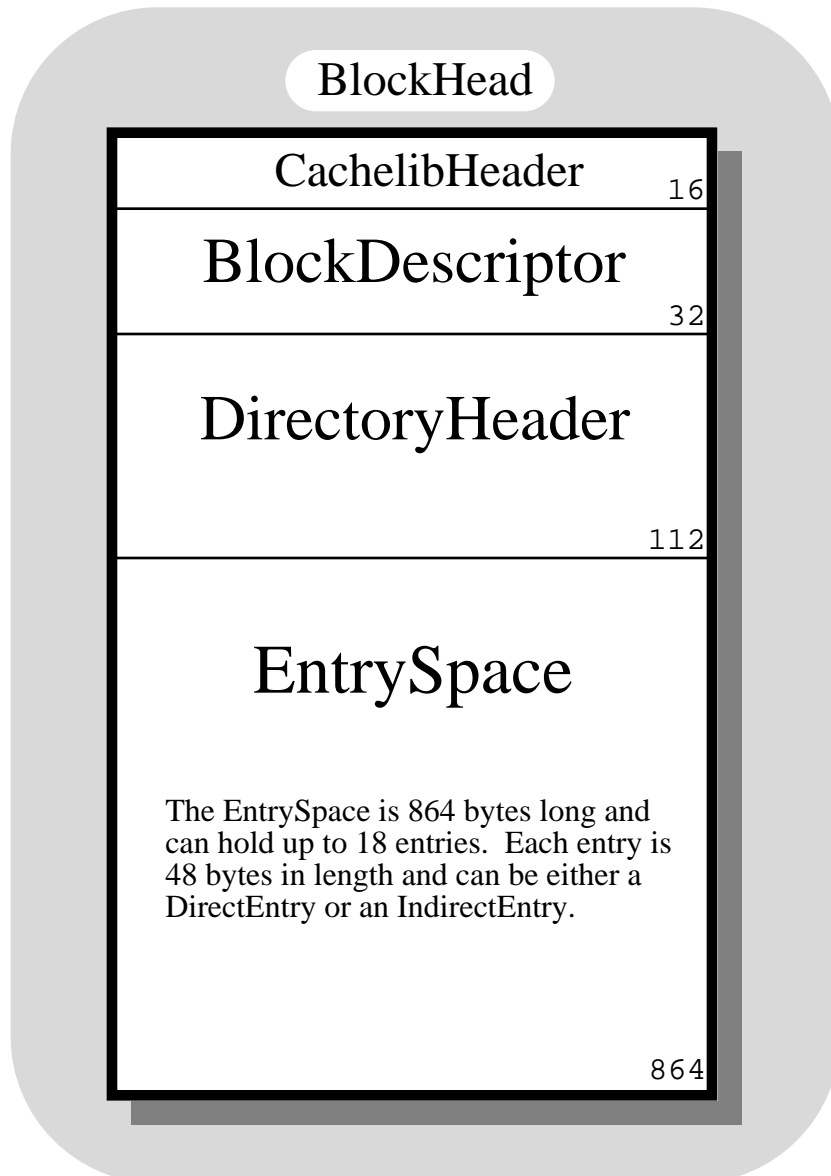 BlockHead
CachelibHeader
16
BlockDescriptor
32
DirectoryHeader
112
EntrySpace
The EntrySpace is 864 bytes long and
can hold up to 18 entries.  Each entry is
48 bytes in length and can be either a
DirectEntry or an IndirectEntry.
864